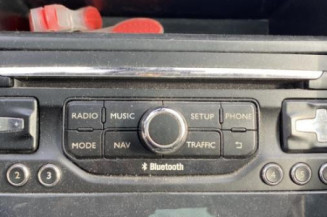 RADIO MUSIC SETUP PHONE
MODE NAV TRAFFIC
Bluetooth
2 3 4 5